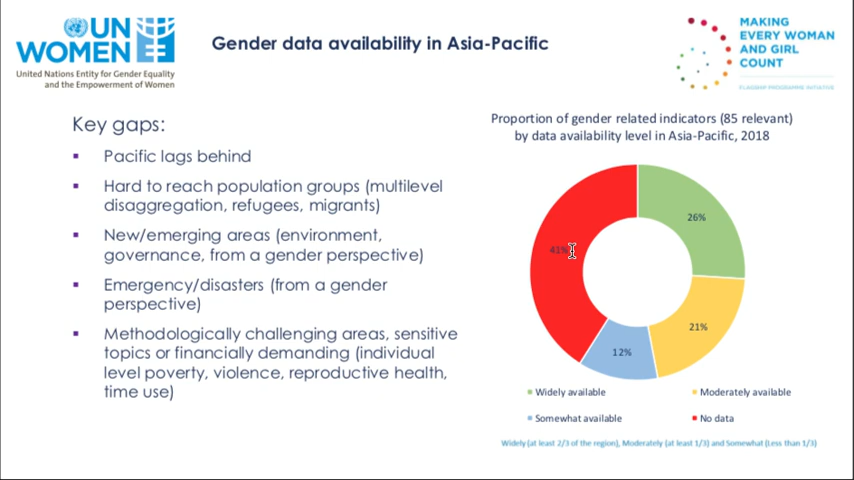 UN
WOMEN
United Nations Entity for Gender Equality
and the Empowerment of Women
Gender data availability in Asia-Pacific
MAKING
EVERY WOMAN
AND GIRL
COUNT
FLAGSHIP PROGRAMME INITIATIVE
Key gaps:
Pacific lags behind
Hard to reach population groups (multilevel
disaggregation, refugees, migrants)
New/emerging areas (environment,
governance, from a gender perspective)
Emergency/disasters (from a gender
perspective)
Methodologically challenging areas, sensitive
topics or financially demanding (individual
level poverty, violence, reproductive health,
time use)
Proportion of gender related indicators (85 relevant)
by data availability level in Asia-Pacific, 2018
26%
21%
12%
41%
Widely available
Moderately available
Somewhat available
No data
Widely (at least 2/3 of the region), Moderately (at least 1/3) and Somewhat (Less than 1/3)